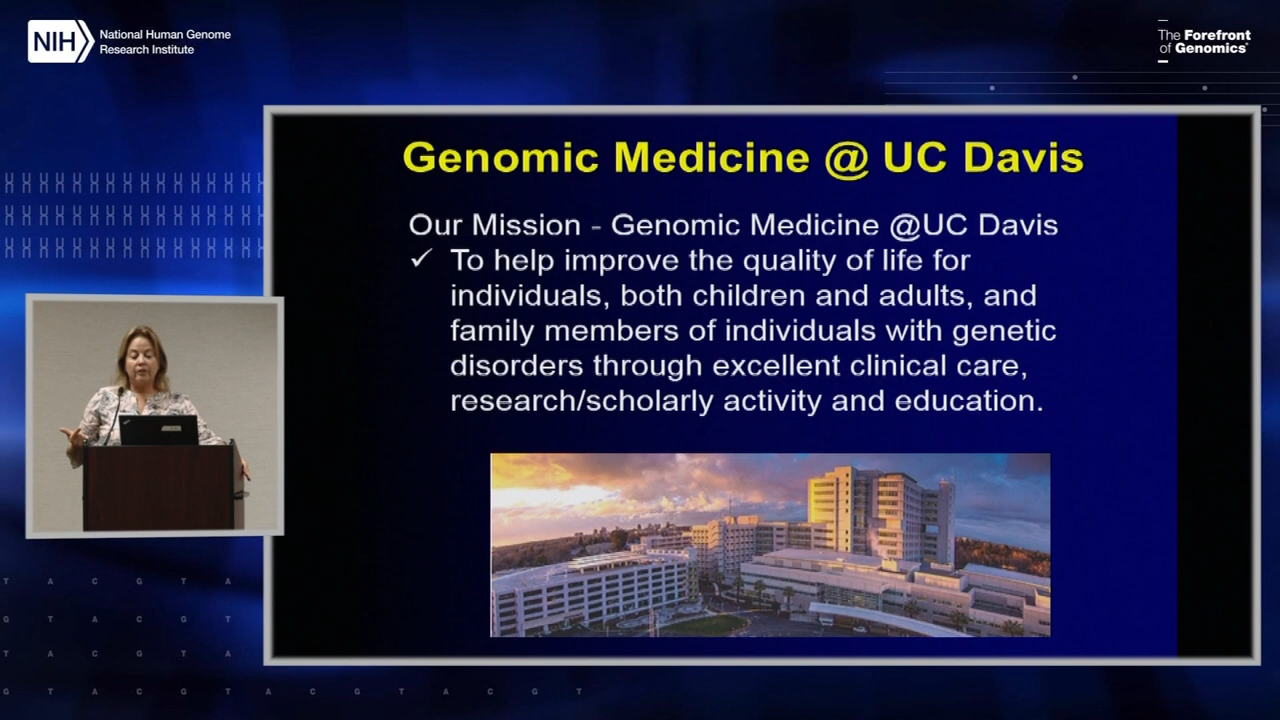 NIH
National Human Genome
Research Institute
The Forefront
of Genomics®
Genomic Medicine @ UC Davis
Our Mission - Genomic Medicine @UC Davis
✓ To help improve the quality of life for
individuals, both children and adults, and
family members of individuals with genetic
disorders through excellent clinical care,
research/scholarly activity and education.
T A C G T A
G T A C G T A
T A C G T A
G T A C G T A C G T A C G T